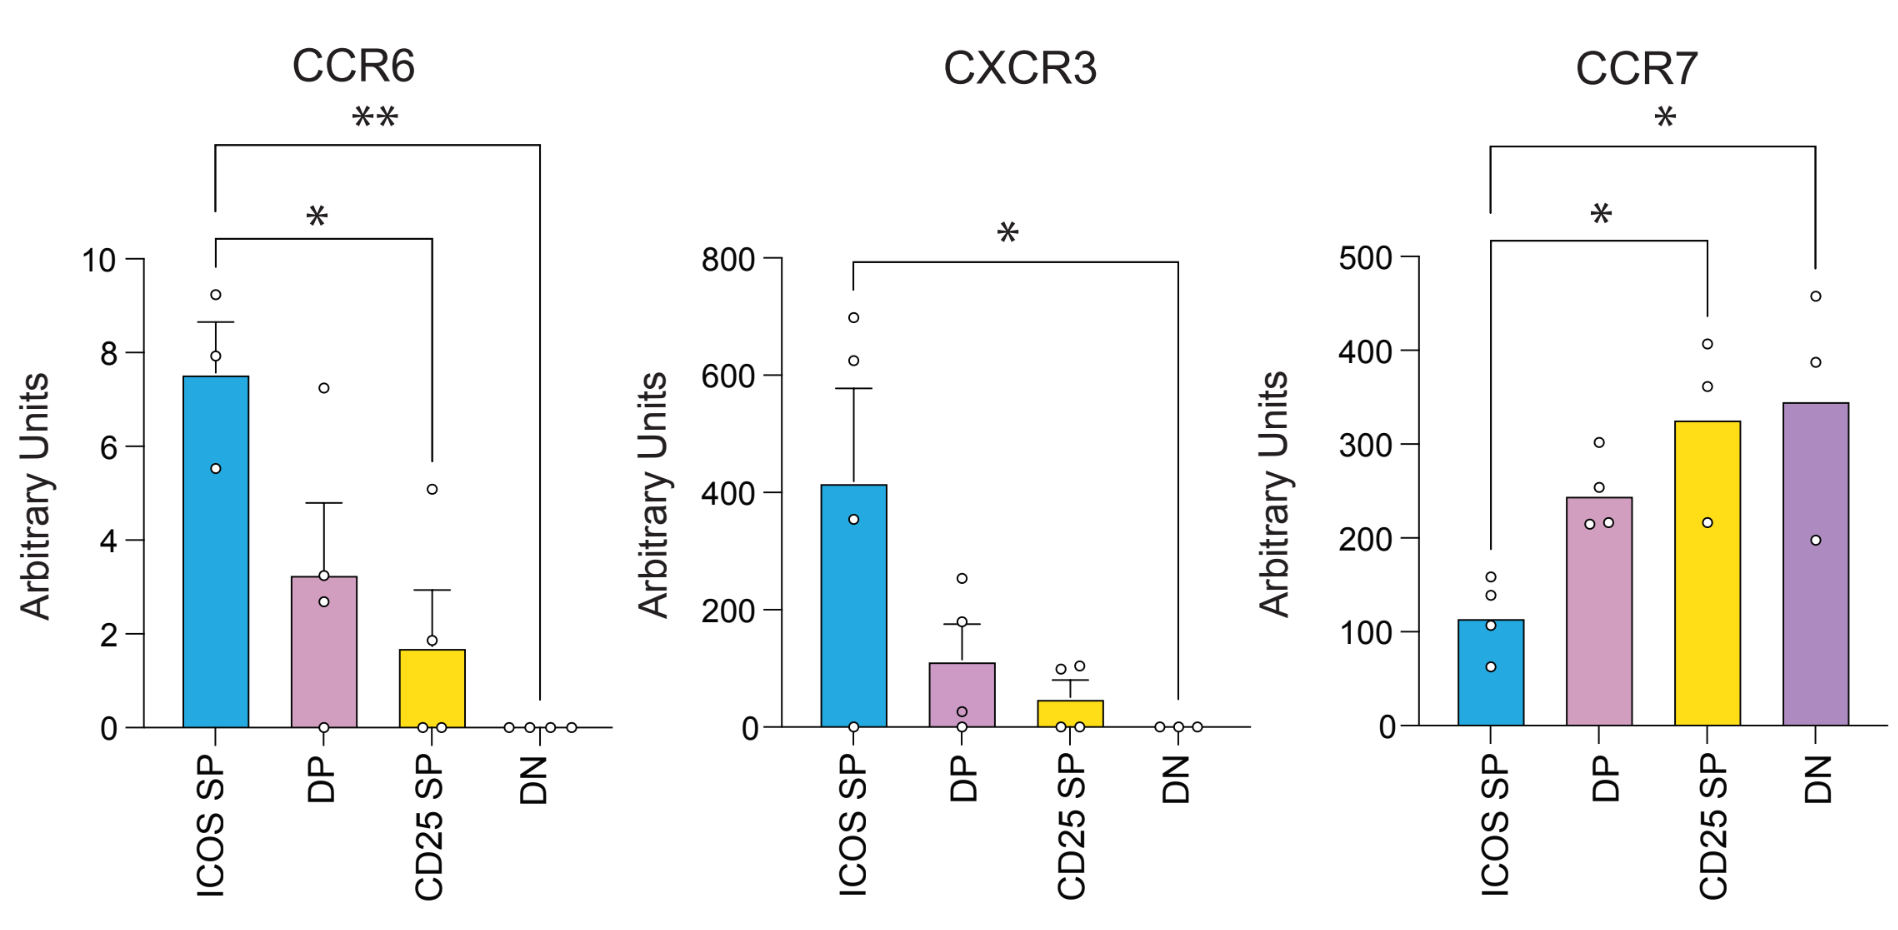 CCR6
**
*
10
8
6
4
2
0
Arbitrary Units
ICOS SP
DP
CD25 SP
DN
CXCR3
*
800
600
400
200
0
Arbitrary Units
ICOS SP
DP
CD25 SP
DN
CCR7
*
*
500
400
300
200
100
0
Arbitrary Units
ICOS SP
DP
CD25 SP
DN